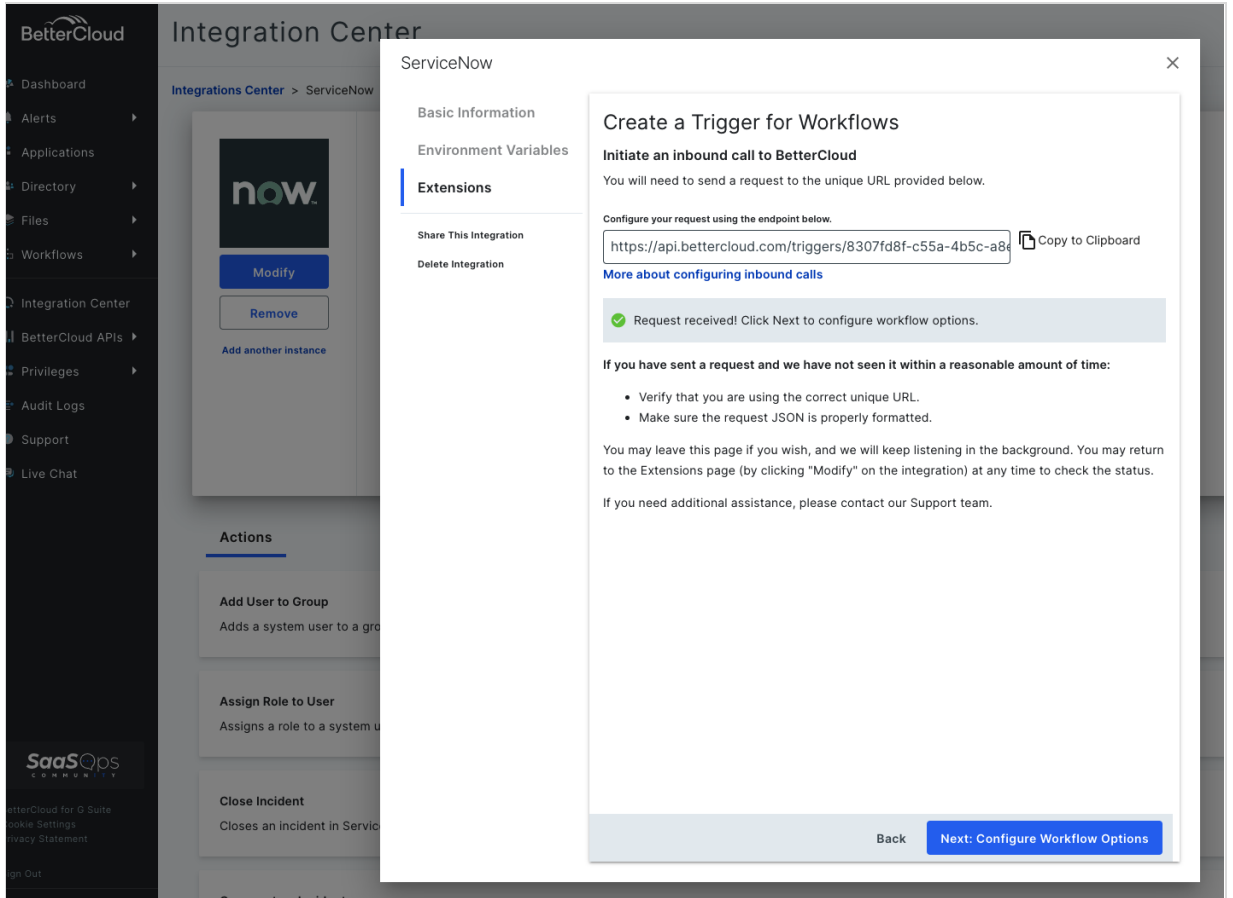 BetterCloud
Integration Center
Dashboard
Alerts
Applications
Directory
Files
Workflows
Integration Center
BetterCloud APIs
Privileges
Audit Logs
Support
Live Chat
SaaSOps
COMMUNITY
etterCloud for G Suite
ookie Settings
rivacy Statement
ign Out
Integrations Center > ServiceNow
now.
Modify
Remove
Add another instance
Actions
Add User to Group
Adds a system user to a gro
Assign Role to User
Assigns a role to a system u
Close Incident
Closes an incident in Servic
ServiceNow
Basic Information
Environment Variables
Extensions
Share This Integration
Delete Integration
Create a Trigger for Workflows
Initiate an inbound call to BetterCloud
You will need to send a request to the unique URL provided below.
Configure your request using the endpoint below.
https://api.bettercloud.com/triggers/8307fd8f-c55a-4b5c-a8e
Copy to Clipboard
More about configuring inbound calls
Request received! Click Next to configure workflow options.
If you have sent a request and we have not seen it within a reasonable amount of time:
• Verify that you are using the correct unique URL.
• Make sure the request JSON is properly formatted.
You may leave this page if you wish, and we will keep listening in the background. You may return
to the Extensions page (by clicking "Modify" on the integration) at any time to check the status.
If you need additional assistance, please contact our Support team.
Back
Next: Configure Workflow Options